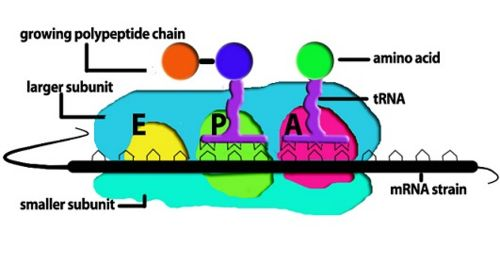 growing polypeptide chain
amino acid
larger subunit
tRNA
E P A
mRNA strain
smaller subunit